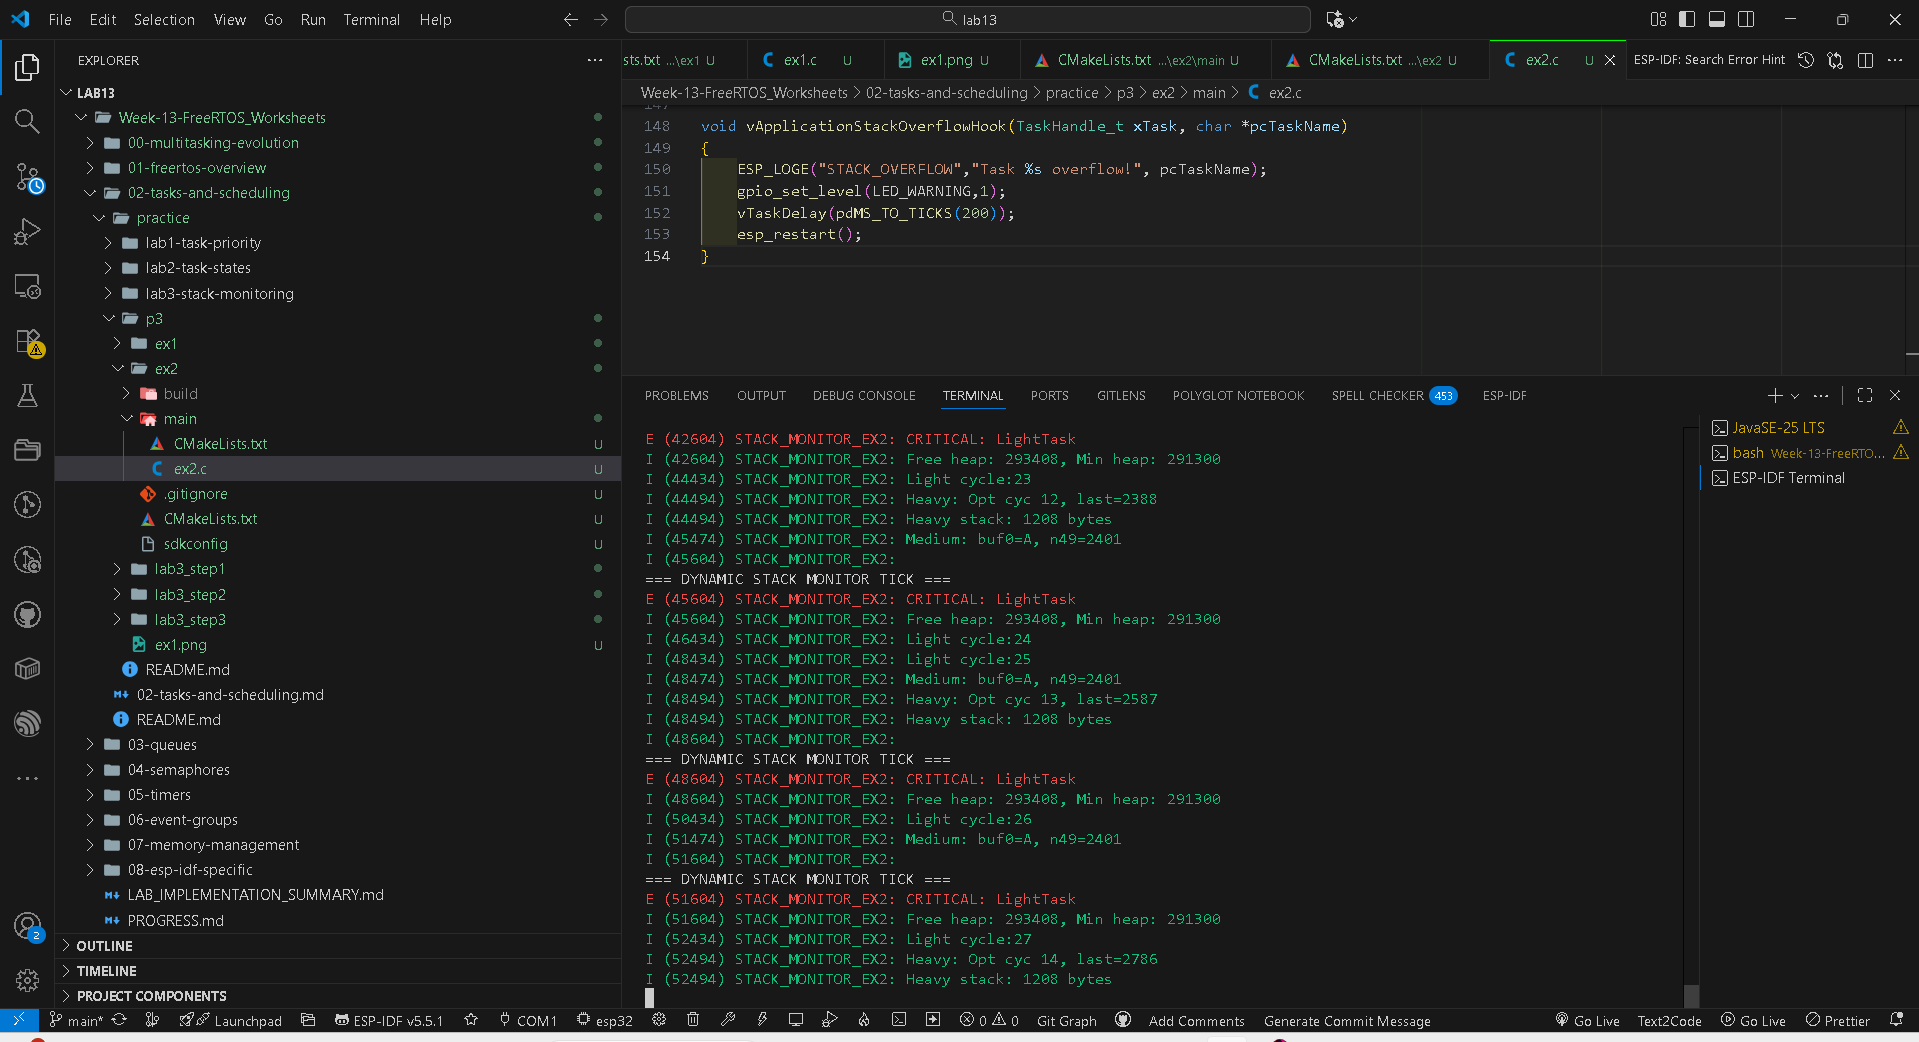 File Edit Selection View Go Run Terminal Help
lab13
EXPLORER
LAB13
Week-13-FreeRTOS_Worksheets
00-multitasking-evolution
01-freertos-overview
02-tasks-and-scheduling
practice
lab1-task-priority
lab2-task-states
lab3-stack-monitoring
p3
ex1
ex2
build
main
CMakeLists.txt U
ex2.c U
.gitignore U
CMakeLists.txt U
sdkconfig U
lab3_step1
lab3_step2
lab3_step3
ex1.png U
README.md
02-tasks-and-scheduling.md
README.md
03-queues
04-semaphores
05-timers
06-event-groups
07-memory-management
08-esp-idf-specific
LAB_IMPLEMENTATION_SUMMARY.md
PROGRESS.md
OUTLINE
TIMELINE
PROJECT COMPONENTS
sts.txt ...\ex1 U
ex1.c U
ex1.png U
CMakeLists.txt ...\ex2\main U
CMakeLists.txt ...\ex2 U
ex2.c U
ESP-IDF: Search Error Hint
Week-13-FreeRTOS_Worksheets > 02-tasks-and-scheduling > practice > p3 > ex2 > main > ex2.c
147
148 void vApplicationStackOverflowHook(TaskHandle_t xTask, char *pcTaskName)
149 {
150 ESP_LOGE("STACK_OVERFLOW","Task %s overflow!", pcTaskName);
151 gpio_set_level(LED_WARNING,1);
152 vTaskDelay(pdMS_TO_TICKS(200));
153 esp_restart();
154 }
PROBLEMS OUTPUT DEBUG CONSOLE TERMINAL PORTS GITLENS POLYGLOT NOTEBOOK SPELL CHECKER 453 ESP-IDF
E (42604) STACK_MONITOR_EX2: CRITICAL: LightTask
I (42604) STACK_MONITOR_EX2: Free heap: 293408, Min heap: 291300
I (44434) STACK_MONITOR_EX2: Light cycle:23
I (44494) STACK_MONITOR_EX2: Heavy: Opt cyc 12, last=2388
I (44494) STACK_MONITOR_EX2: Heavy stack: 1208 bytes
I (45474) STACK_MONITOR_EX2: Medium: buf0=A, n49=2401
I (45604) STACK_MONITOR_EX2:
=== DYNAMIC STACK MONITOR TICK ===
E (45604) STACK_MONITOR_EX2: CRITICAL: LightTask
I (45604) STACK_MONITOR_EX2: Free heap: 293408, Min heap: 291300
I (46434) STACK_MONITOR_EX2: Light cycle:24
I (48434) STACK_MONITOR_EX2: Light cycle:25
I (48474) STACK_MONITOR_EX2: Medium: buf0=A, n49=2401
I (48494) STACK_MONITOR_EX2: Heavy: Opt cyc 13, last=2587
I (48494) STACK_MONITOR_EX2: Heavy stack: 1208 bytes
I (48604) STACK_MONITOR_EX2:
=== DYNAMIC STACK MONITOR TICK ===
E (48604) STACK_MONITOR_EX2: CRITICAL: LightTask
I (48604) STACK_MONITOR_EX2: Free heap: 293408, Min heap: 291300
I (50434) STACK_MONITOR_EX2: Light cycle:26
I (51474) STACK_MONITOR_EX2: Medium: buf0=A, n49=2401
I (51604) STACK_MONITOR_EX2:
=== DYNAMIC STACK MONITOR TICK ===
E (51604) STACK_MONITOR_EX2: CRITICAL: LightTask
I (51604) STACK_MONITOR_EX2: Free heap: 293408, Min heap: 291300
I (52434) STACK_MONITOR_EX2: Light cycle:27
I (52494) STACK_MONITOR_EX2: Heavy: Opt cyc 14, last=2786
I (52494) STACK_MONITOR_EX2: Heavy stack: 1208 bytes
JavaSE-25 LTS
bash Week-13-FreeRTO...
ESP-IDF Terminal
2
main* Launchpad ESP-IDF v5.5.1 COM1 esp32 0 0 Git Graph Add Comments Generate Commit Message Go Live Text2Code Go Live Prettier